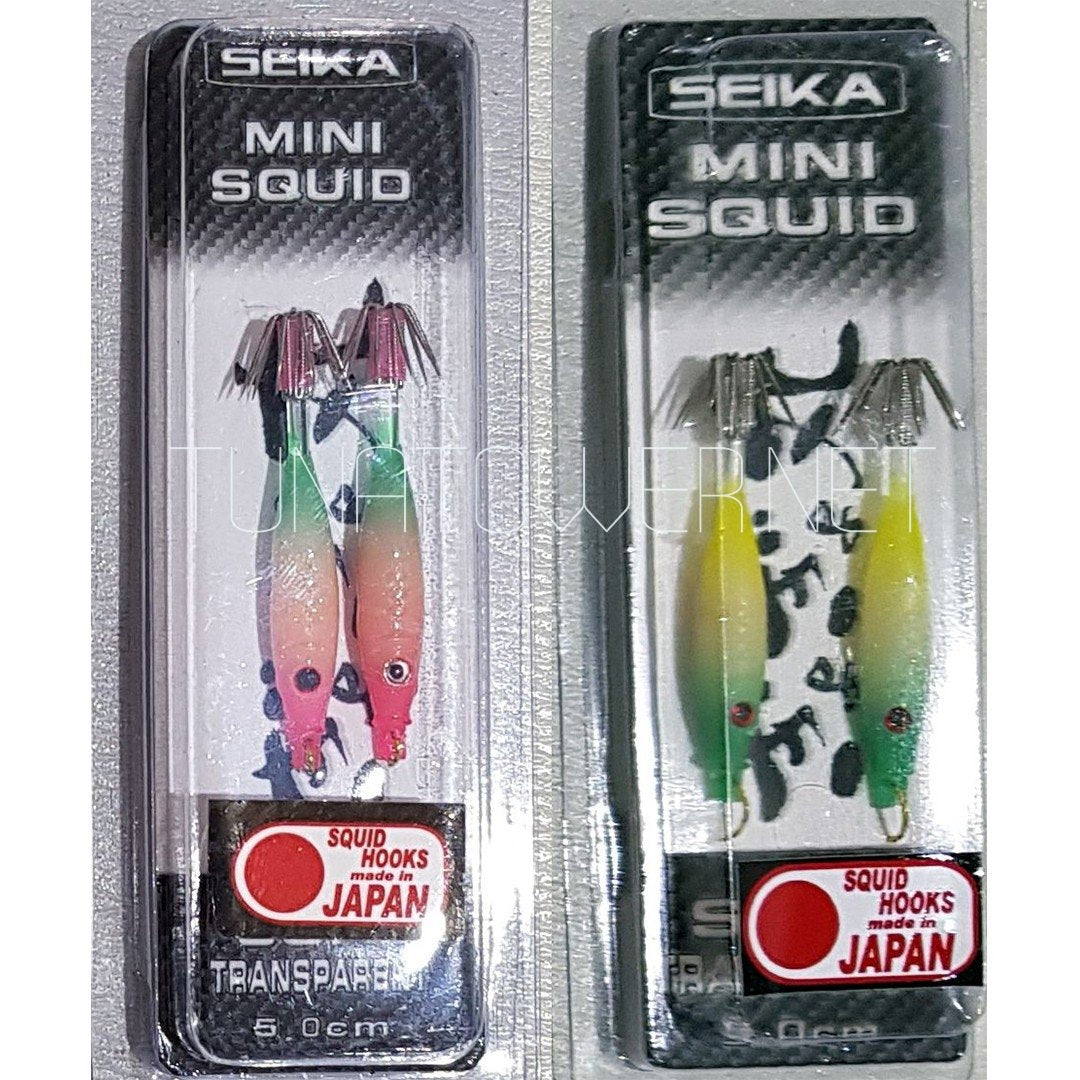 SEIKA
MINI
SQUID
SQUID
HOOKS
made in
JAPAN
TRANSPARENT
5.0cm
SEIKA
MINI
SQUID
SQUID
HOOKS
made in
JAPAN
TUNATOWERNET